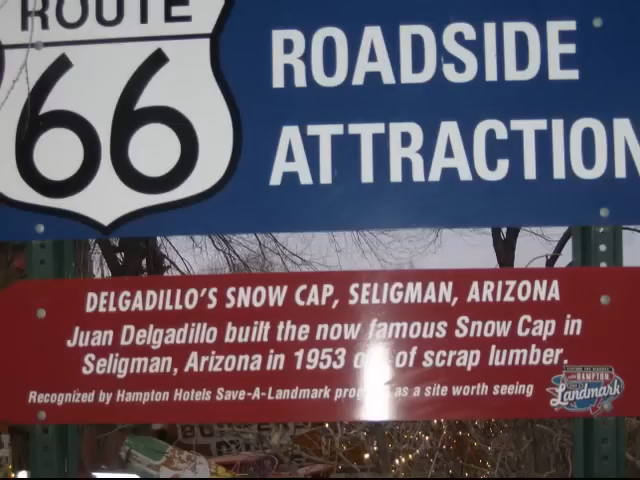 ROUTE
66
ROADSIDE
ATTRACTION
DELGADILLO'S SNOW CAP, SELIGMAN, ARIZONA
Juan Delgadillo built the now famous Snow Cap in
Seligman, Arizona in 1953 of scrap lumber.
Recognized by Hampton Hotels Save-A-Landmark as a site worth seeing
HAMPTON
Landmark